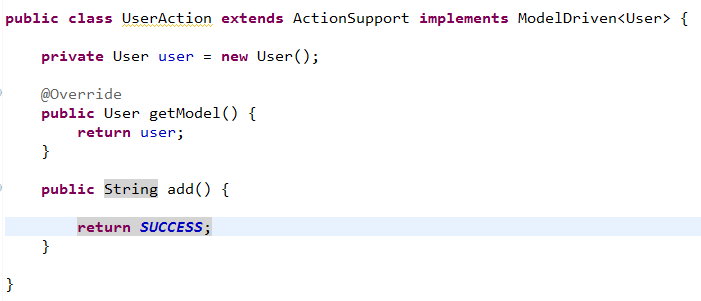 public class UserAction extends ActionSupport implements ModelDriven<User> {
private User user = new User();
@Override
public User getModel() {
return user;
}
public String add() {
return SUCCESS;
}
}